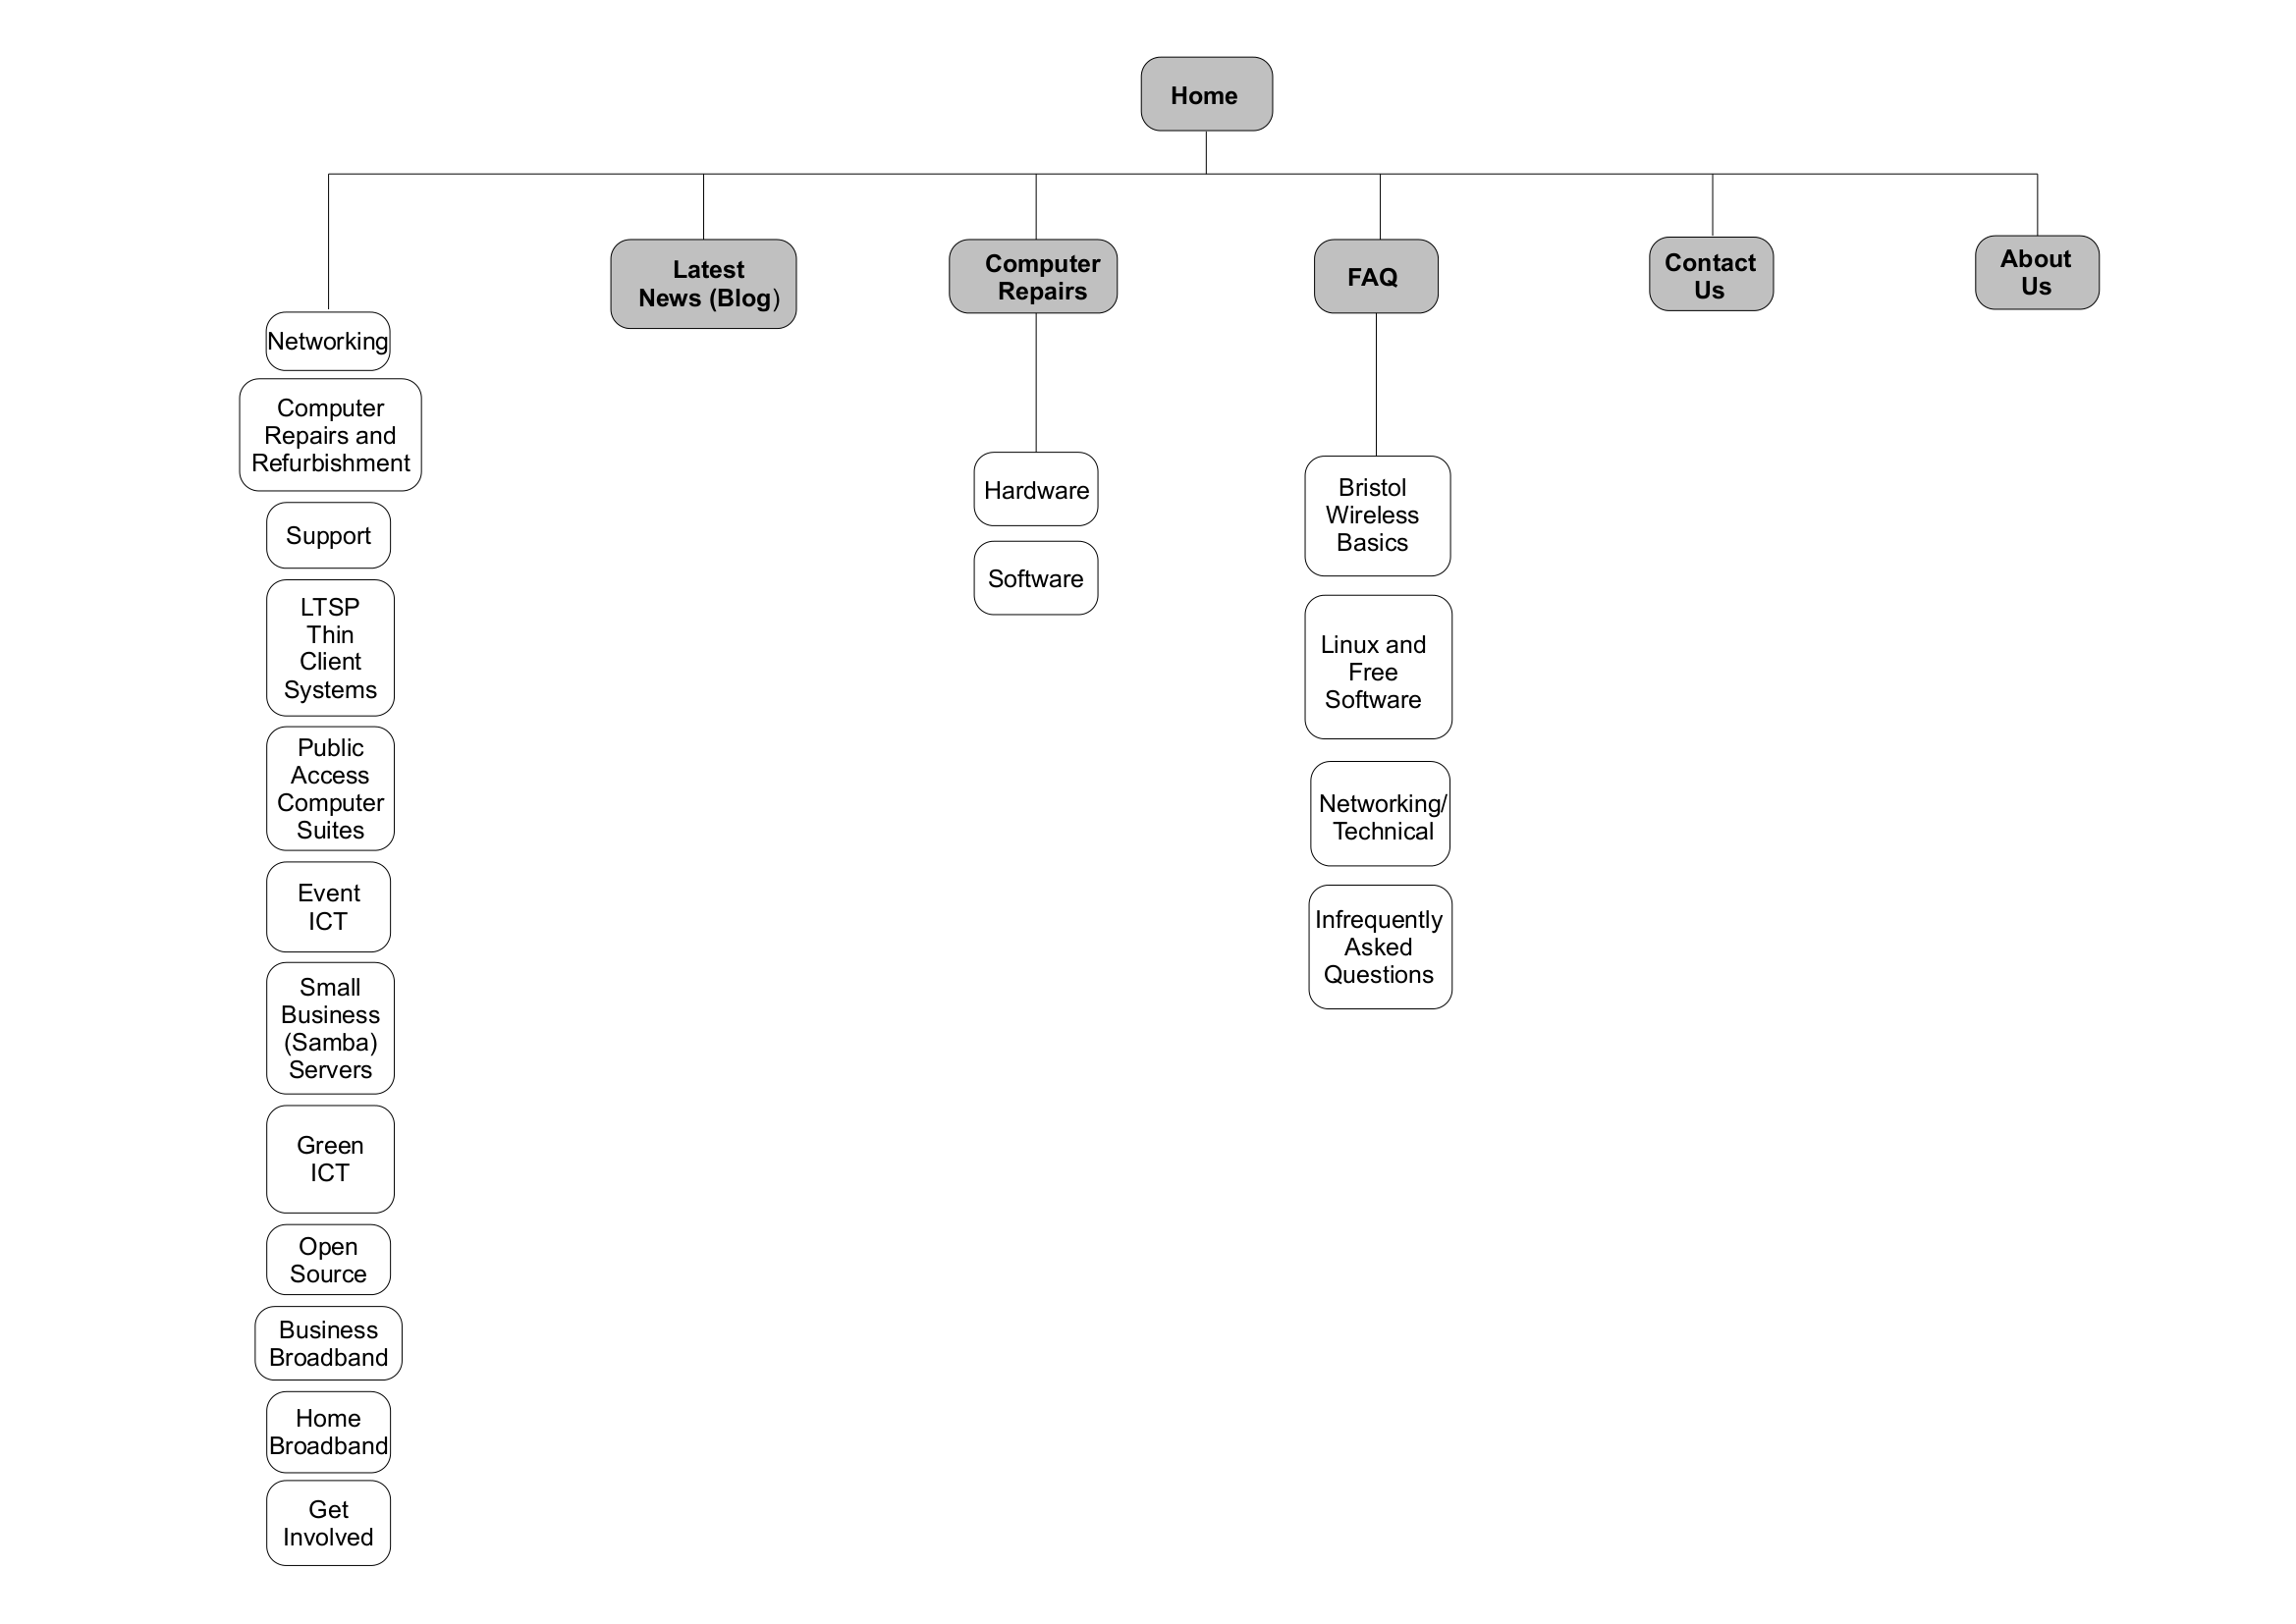 Home
Latest
News (Blog)
Computer
Repairs
FAQ
Contact
Us
About
Us
Networking
Computer
Repairs and
Refurbishment
Support
LTSP
Thin
Client
Systems
Public
Access
Computer
Suites
Event
ICT
Small
Business
(Samba)
Servers
Green
ICT
Open
Source
Business
Broadband
Home
Broadband
Get
Involved
Hardware
Software
Bristol
Wireless
Basics
Linux and
Free
Software
Networking/
Technical
Infrequently
Asked
Questions